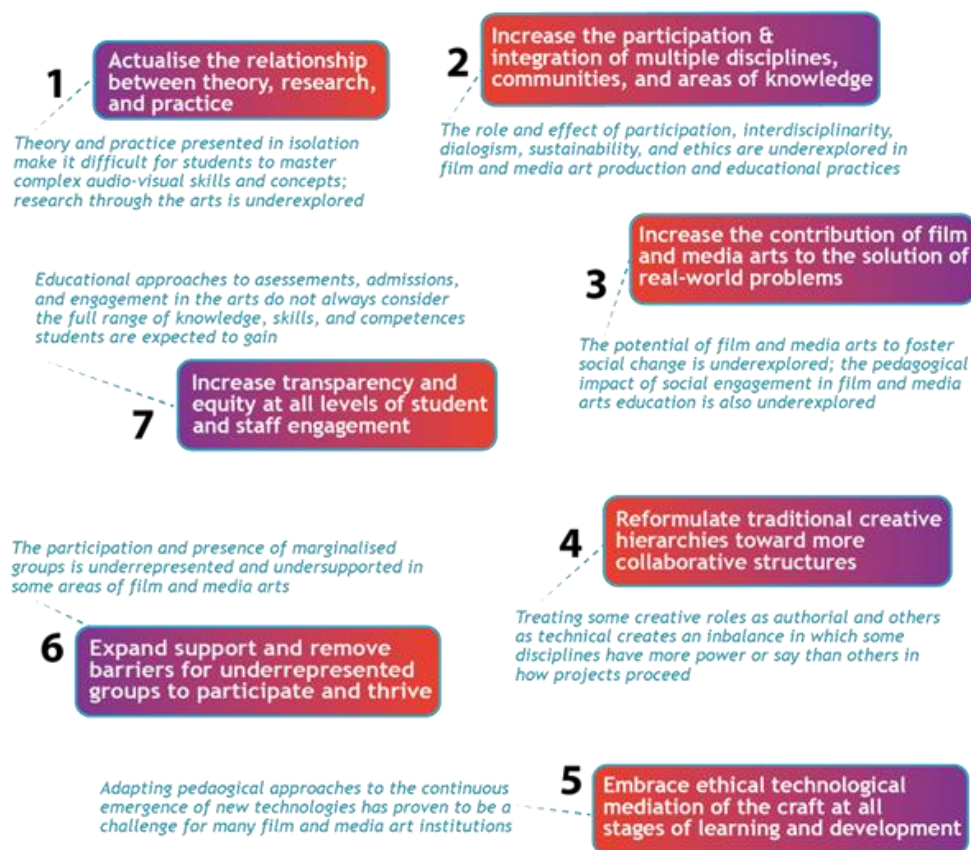 1
Actualise the relationship
between theory, research,
and practice
Theory and practice presented in isolation
make it difficult for students to master
complex audio-visual skills and concepts;
research through the arts is underexplored
2
Increase the participation &
integration of multiple disciplines,
communities, and areas of knowledge
The role and effect of participation, interdisciplinarity,
dialogism, sustainability, and ethics are underexplored in
film and media art production and educational practices
3
Increase the contribution of film
and media arts to the solution of
real-world problems
The potential of film and media arts to foster
social change is underexplored; the pedagogical
impact of social engagement in film and media
arts education is also underexplored
4
Reformulate traditional creative
hierarchies toward more
collaborative structures
Treating some creative roles as authorial and others
as technical creates an inbalance in which some
disciplines have more power or say than others in
how projects proceed
5
Embrace ethical technological
mediation of the craft at all
stages of learning and development
Adapting pedaogical approaches to the continuous
emergence of new technologies has proven to be a
challenge for many film and media art institutions
6
Expand support and remove
barriers for underrepresented
groups to participate and thrive
The participation and presence of marginalised
groups is underrepresented and undersupported in
some areas of film and media arts
7
Increase transparency and
equity at all levels of student
and staff engagement
Educational approaches to asessments, admissions,
and engagement in the arts do not always consider
the full range of knowledge, skills, and competences
students are expected to gain